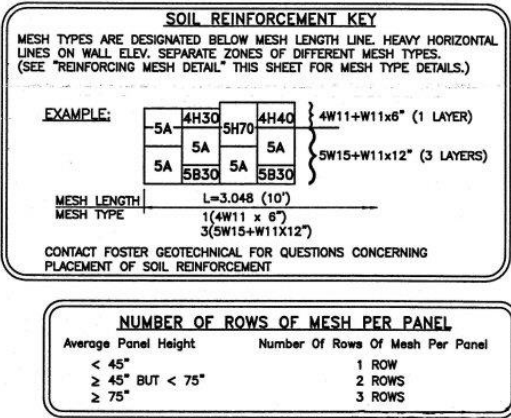 SOIL REINFORCEMENT KEY
MESH TYPES ARE DESIGNATED BELOW MESH LENGTH LINE. HEAVY HORIZONTAL
LINES ON WALL ELEV. SEPARATE ZONES OF DIFFERENT MESH TYPES.
(SEE "REINFORCING MESH DETAIL" THIS SHEET FOR MESH TYPE DETAILS.)
EXAMPLE:
5A 4H30 5H70 4H40 4W11+W11x6" (1 LAYER)
5A 5A 5A 5A 5W15+W11x12" (3 LAYERS)
5B30 5B30
MESH LENGTH L=3.048 (10')
MESH TYPE 1(4W11 x 6")
3(5W15+W11X12")
CONTACT FOSTER GEOTECHNICAL FOR QUESTIONS CONCERNING
PLACEMENT OF SOIL REINFORCEMENT
NUMBER OF ROWS OF MESH PER PANEL
Average Panel Height Number Of Rows Of Mesh Per Panel
< 45" 1 ROW
≥ 45" BUT < 75" 2 ROWS
≥ 75" 3 ROWS